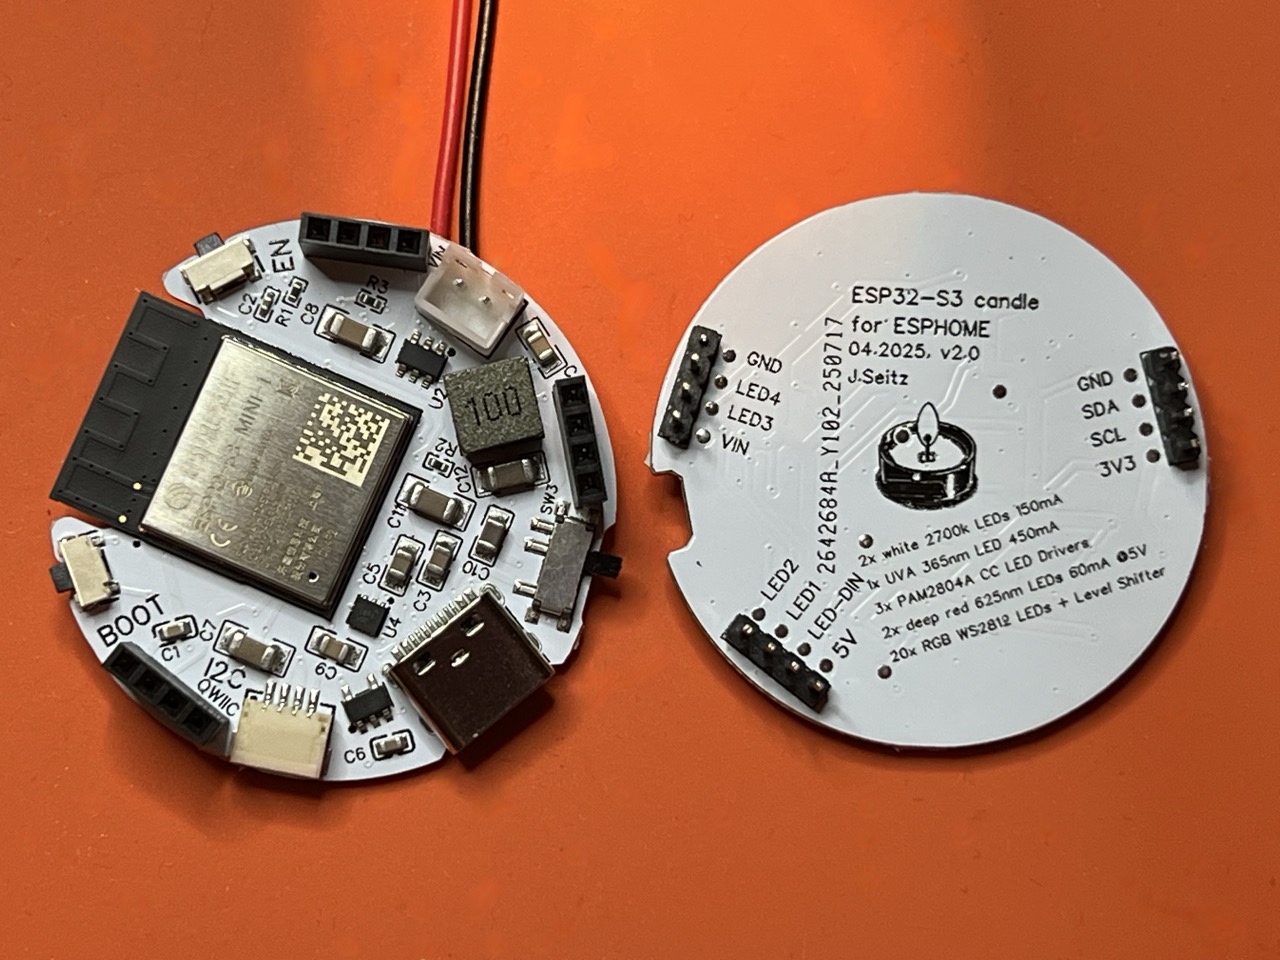 EN
VIN
C2
R1
C8
R3
U2
100
R2
C12
SW3
C11
C5
C3
C10
U4
BOOT
C1
C7
I2C
QWIIC
C9
C6
MINI-1
CE
ESP32-S3 candle
for ESPHOME
04.2025, v2.0
J.Seitz
2642684A_Y102_250717
GND
LED4
LED3
VIN
GND
SDA
SCL
3V3
LED2
LED1
LED-DIN
5V
2x white 2700k LEDs 150mA
1x UVA 365nm LED 450mA
3x PAM2804A CC LED Drivers
2x deep red 625nm LEDs 60mA @5V
20x RGB WS2812 LEDs + Level Shifter